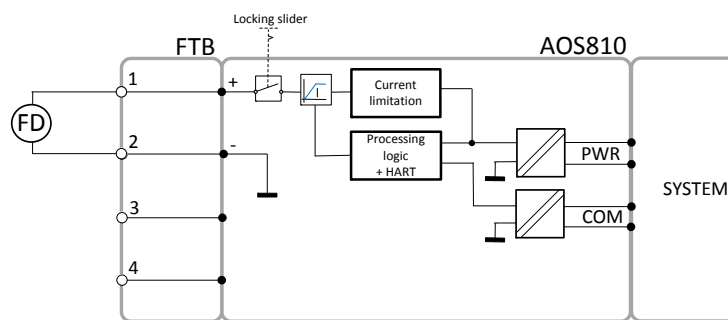 Locking slider
FTB
AOS810
1
+
Current
limitation
I
FD
2
-
Processing
logic
+ HART
PWR
3
COM
SYSTEM
4